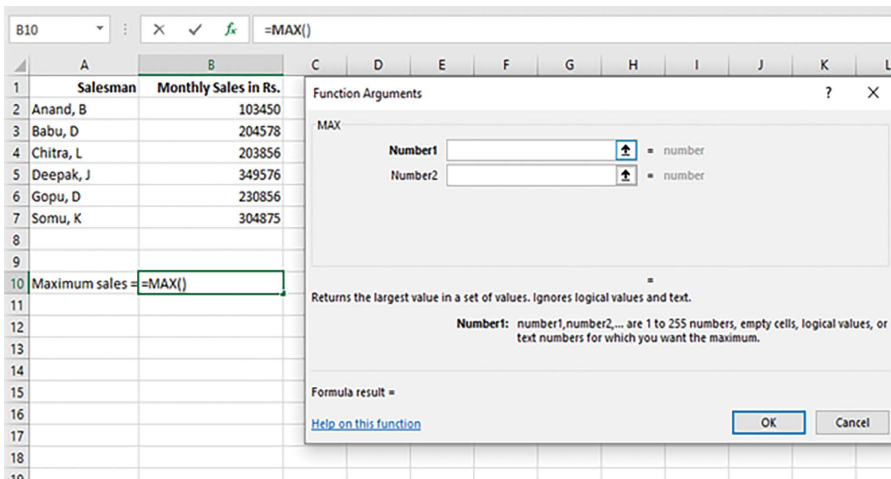 B10 fx =MAX()
A B C D E F G H I J K L
1 Salesman Monthly Sales in Rs.
2 Anand, B 103450
3 Babu, D 204578
4 Chitra, L 203856
5 Deepak, J 349576
6 Gopu, D 230856
7 Somu, K 304875
8
9
10 Maximum sales = =MAX()
11
12
13
14
15
16
17
18
19
Function Arguments ? X
MAX
Number1 = number
Number2 = number
=
Returns the largest value in a set of values. Ignores logical values and text.
Number1: number1,number2,... are 1 to 255 numbers, empty cells, logical values, or
text numbers for which you want the maximum.
Formula result =
Help on this function
OK Cancel